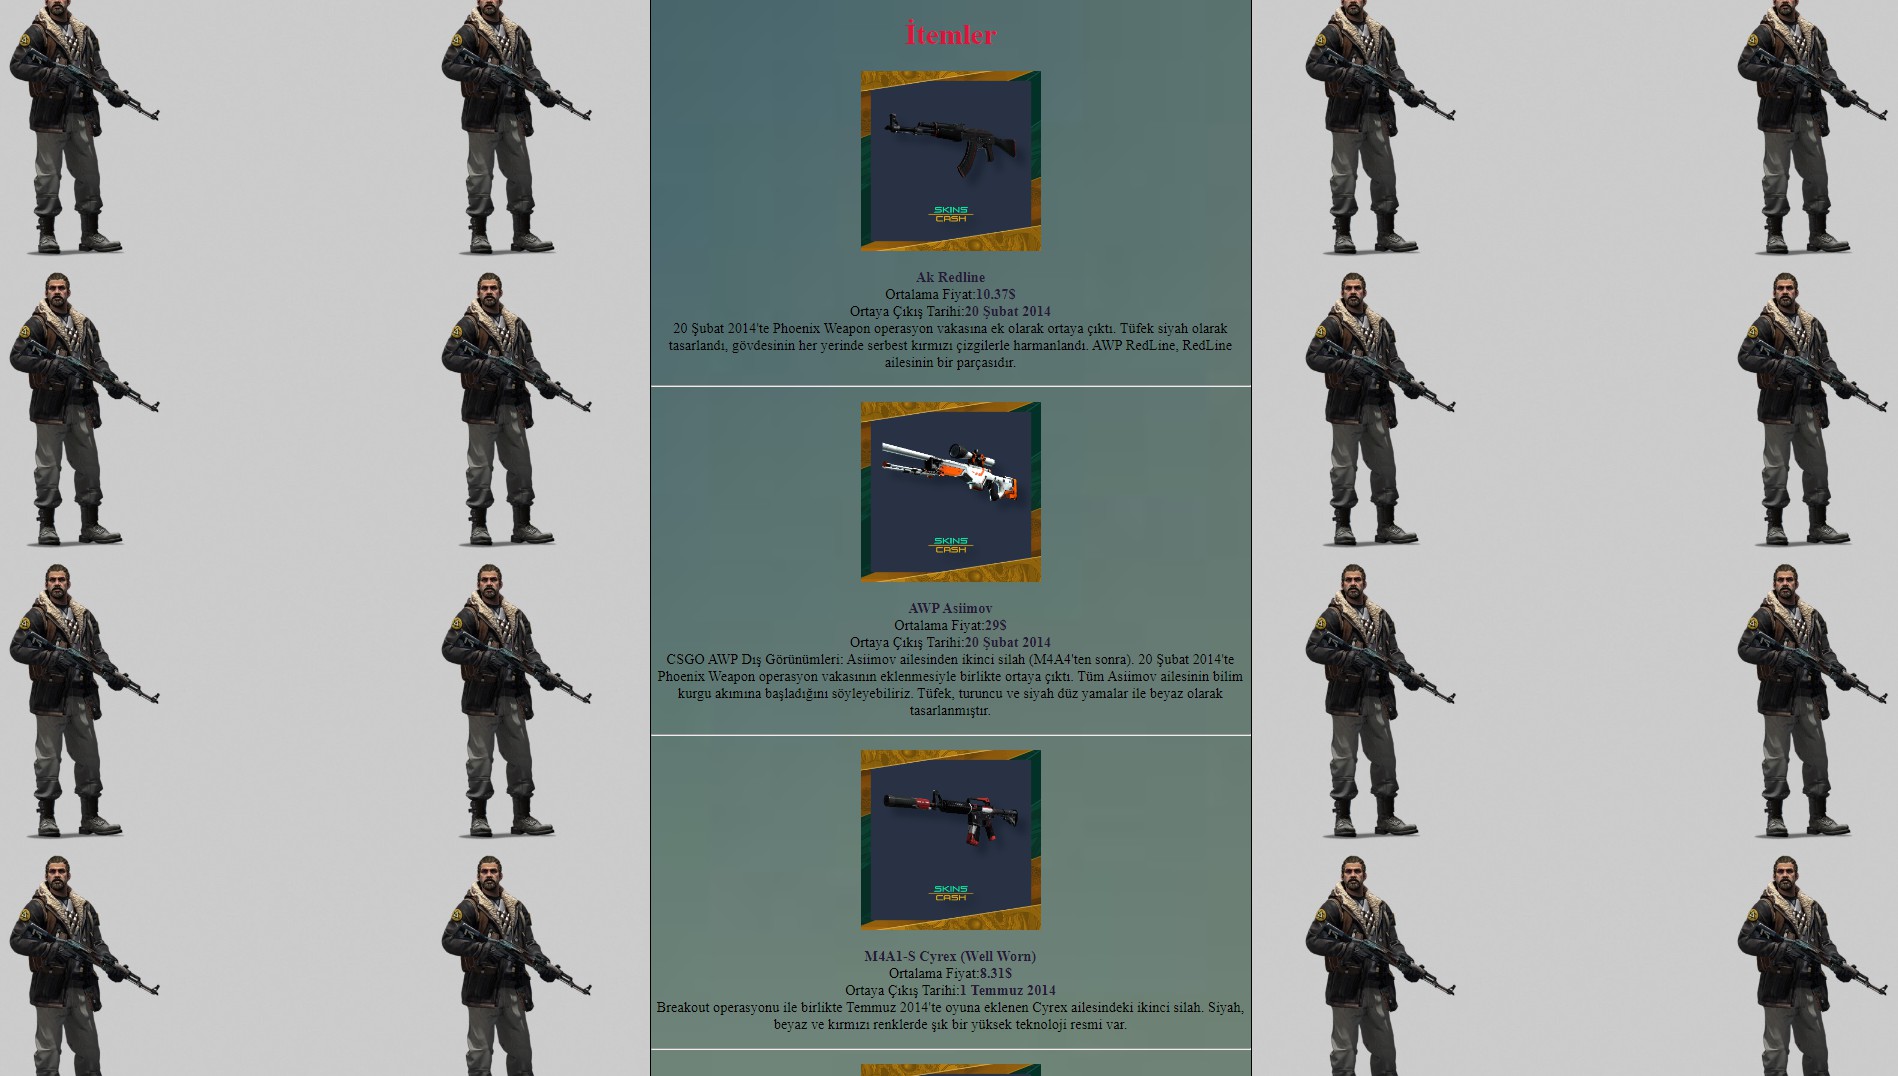 İtemler
SKINS
CASH
Ak Redline
Ortalama Fiyat:10.37$
Ortaya Çıkış Tarihi:20 Şubat 2014
20 Şubat 2014'te Phoenix Weapon operasyon vakasına ek olarak ortaya çıktı. Tüfek siyah olarak
tasarlandı, gövdesinin her yerinde serbest kırmızı çizgilerle harmanlandı. AWP RedLine, RedLine
ailesinin bir parçasıdır.
SKINS
CASH
AWP Asiimov
Ortalama Fiyat:29$
Ortaya Çıkış Tarihi:20 Şubat 2014
CSGO AWP Dış Görünümleri: Asiimov ailesinden ikinci silah (M4A4'ten sonra). 20 Şubat 2014'te
Phoenix Weapon operasyon vakasının eklenmesiyle birlikte ortaya çıktı. Tüm Asiimov ailesinin bilim
kurgu akımına başladığını söyleyebiliriz. Tüfek, turuncu ve siyah düz yamalar ile beyaz olarak
tasarlanmıştır.
SKINS
CASH
M4A1-S Cyrex (Well Worn)
Ortalama Fiyat:8.31$
Ortaya Çıkış Tarihi:1 Temmuz 2014
Breakout operasyonu ile birlikte Temmuz 2014'te oyuna eklenen Cyrex ailesindeki ikinci silah. Siyah,
beyaz ve kırmızı renklerde şık bir yüksek teknoloji resmi var.